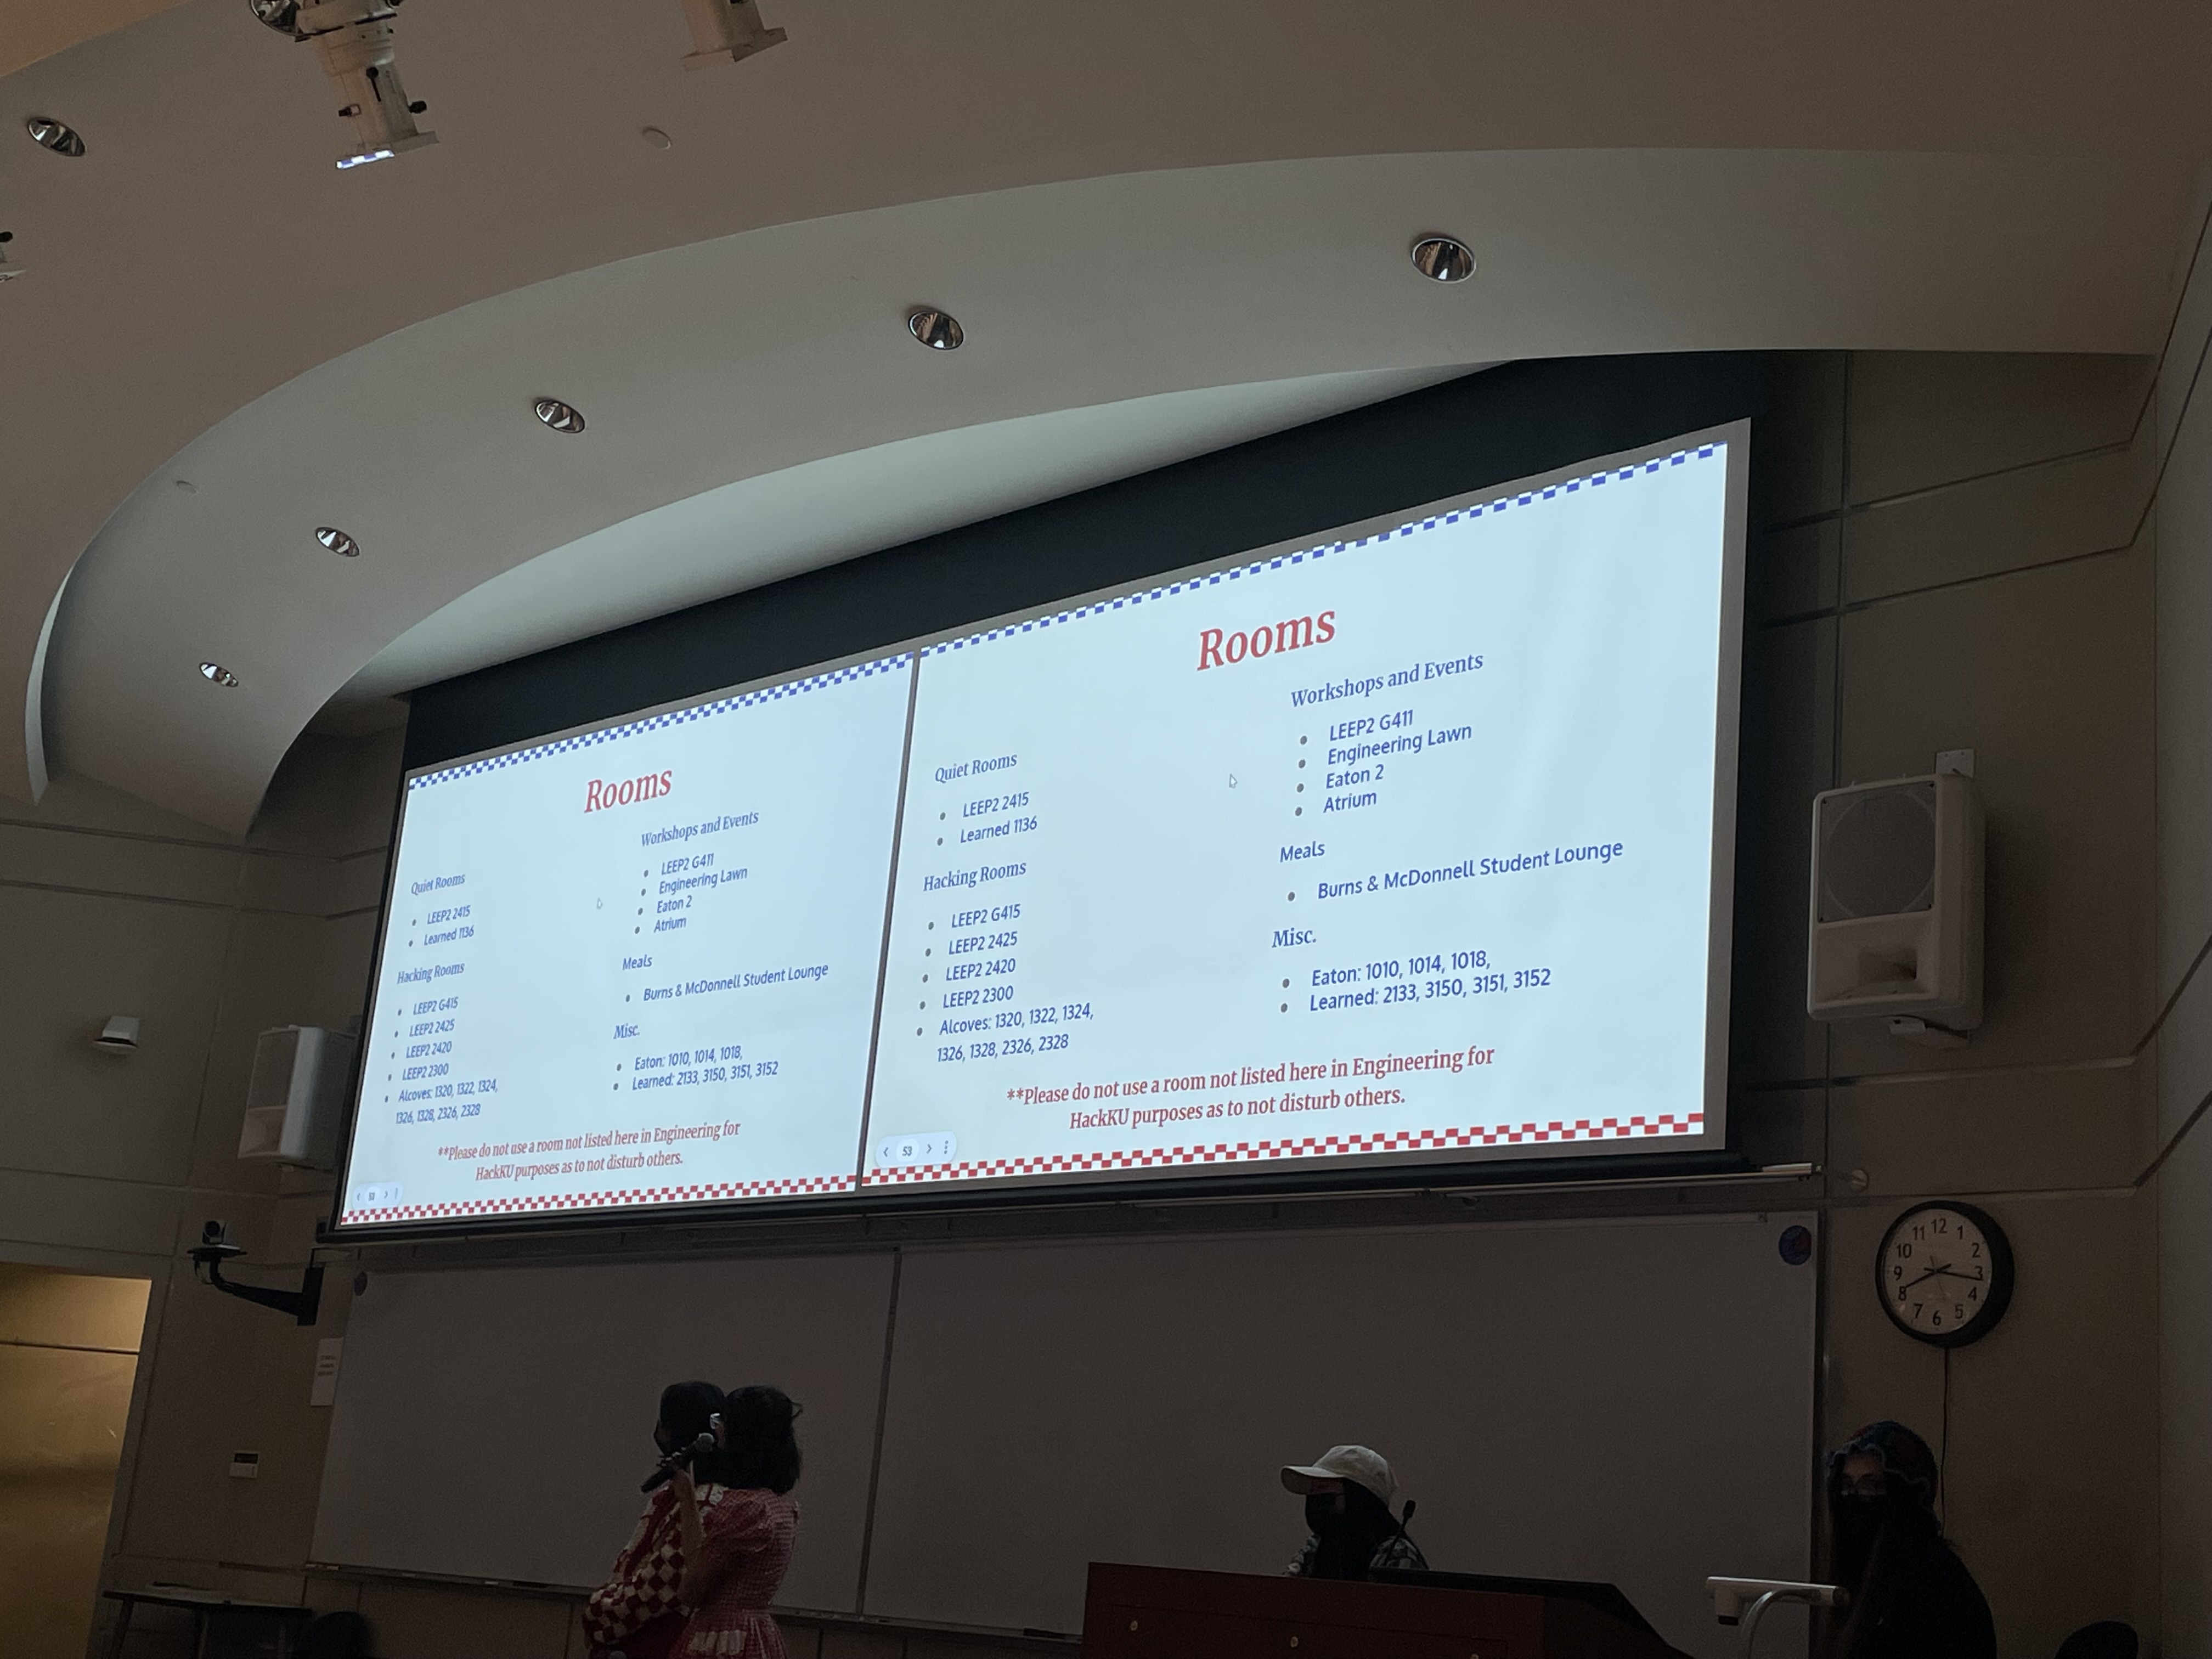 Rooms
Quiet Rooms
LEEP2 2415
Learned 1136
Hacking Rooms
LEEP2 G415
LEEP2 2425
LEEP2 2420
LEEP2 2300
Alcoves: 1320, 1322, 1324,
1326, 1328, 2326, 2328
Workshops and Events
LEEP2 G411
Engineering Lawn
Eaton 2
Atrium
Meals
Burns & McDonnell Student Lounge
Misc.
Eaton: 1010, 1014, 1018,
Learned: 2133, 3150, 3151, 3152
**Please do not use a room not listed here in Engineering for
HackKU purposes as to not disturb others.
Rooms
Quiet Rooms
LEEP2 2415
Learned 1136
Hacking Rooms
LEEP2 G415
LEEP2 2425
LEEP2 2420
LEEP2 2300
Alcoves: 1320, 1322, 1324,
1326, 1328, 2326, 2328
Workshops and Events
LEEP2 G411
Engineering Lawn
Eaton 2
Atrium
Meals
Burns & McDonnell Student Lounge
Misc.
Eaton: 1010, 1014, 1018,
Learned: 2133, 3150, 3151, 3152
**Please do not use a room not listed here in Engineering for
HackKU purposes as to not disturb others.
53
12
1
2
3
4
5
6
7
8
9
10
11